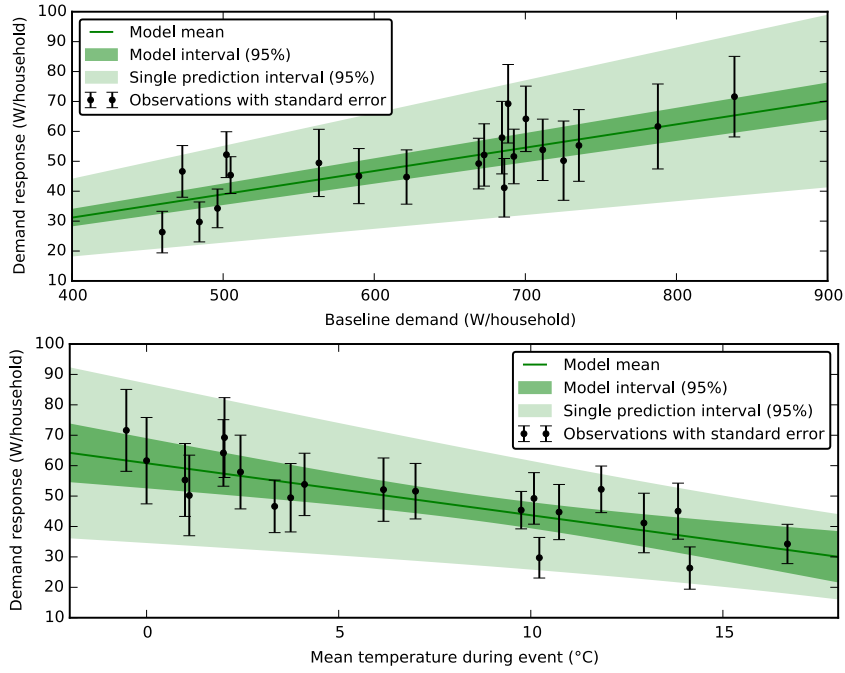 100
90
80
70
60
50
40
30
20
10
Demand response (W/household)
Model mean
Model interval (95%)
Single prediction interval (95%)
Observations with standard error
400
500
600
700
800
900
Baseline demand (W/household)
100
90
80
70
60
50
40
30
20
10
Demand response (W/household)
Model mean
Model interval (95%)
Single prediction interval (95%)
Observations with standard error
0
5
10
15
Mean temperature during event (°C)